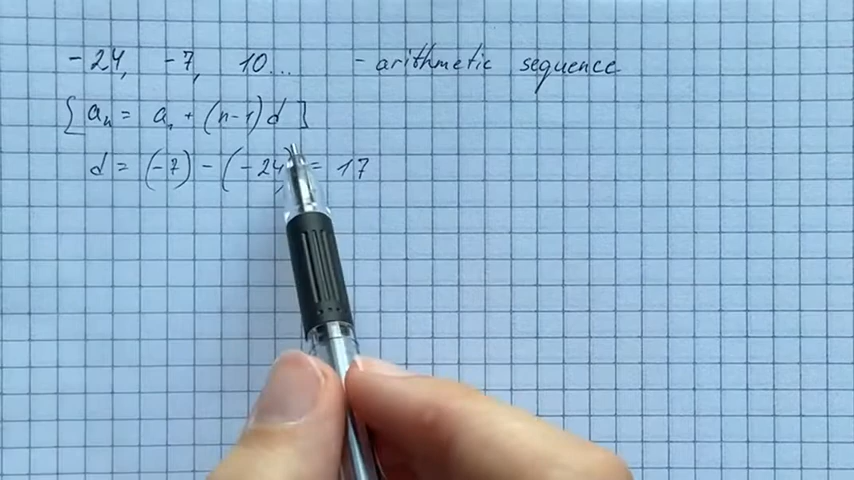 -24, -7, 10... - arithmetic sequence
[ aₙ = a₁ + (n-1)d ]
d = (-7) - (-24) = 17